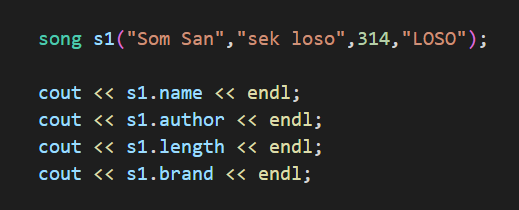 song s1("Som San","sek loso",314,"LOSO");
cout << s1.name << endl;
cout << s1.author << endl;
cout << s1.length << endl;
cout << s1.brand << endl;